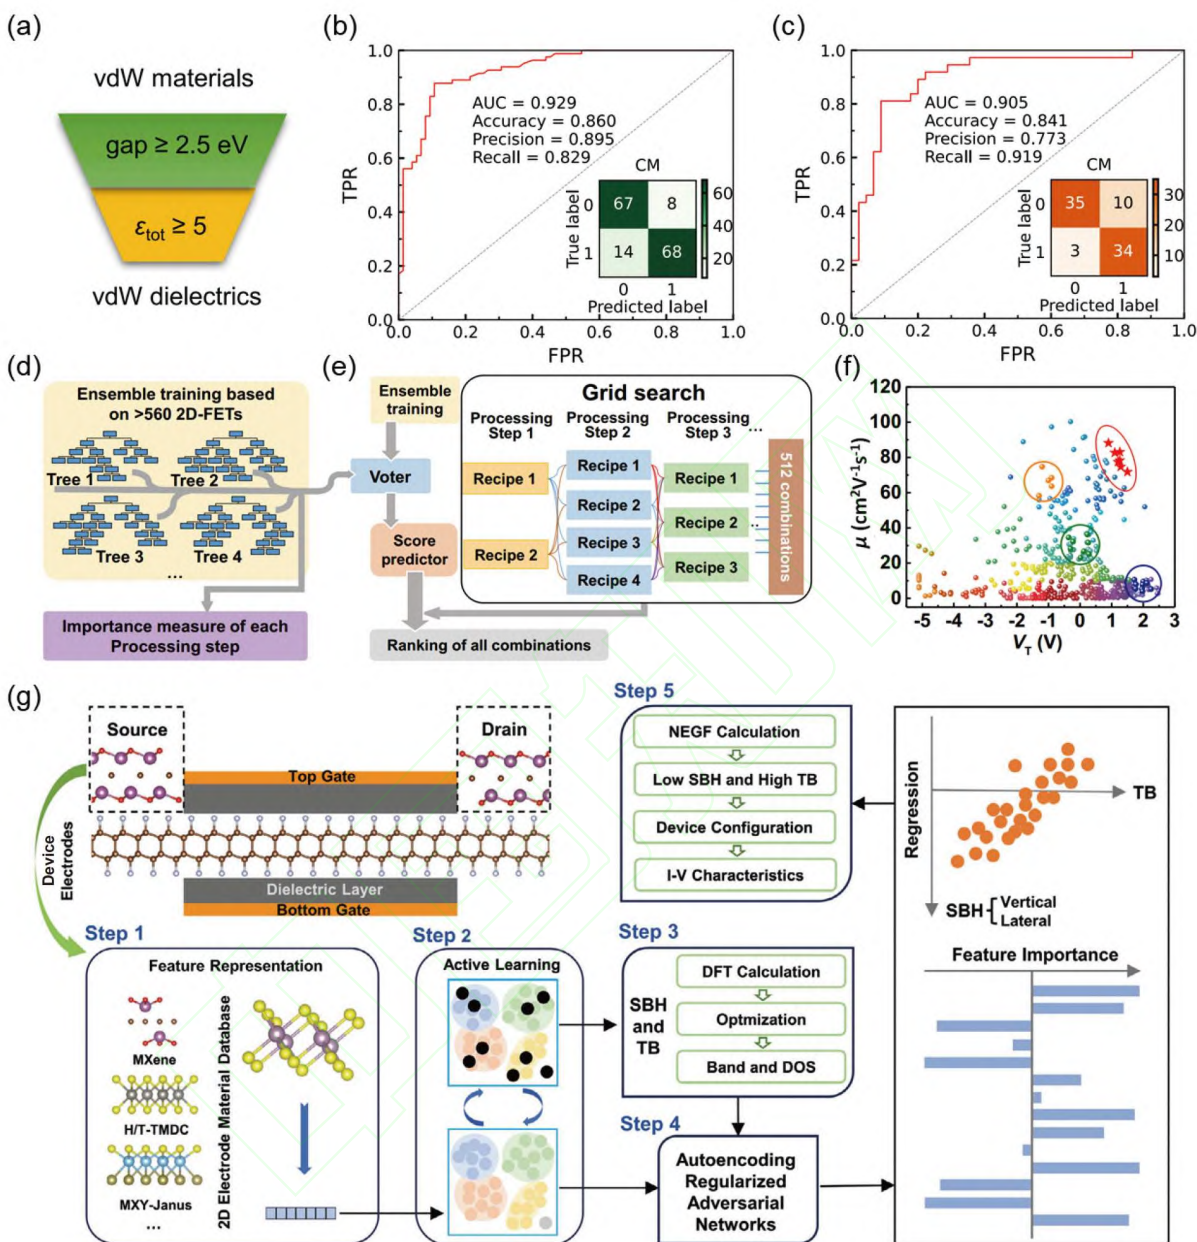 (a)
vdW materials
gap ≥ 2.5 eV
εtot ≥ 5
vdW dielectrics
(b)
1.0
0.8
0.6
0.4
0.2
0.0
TPR
AUC = 0.929
Accuracy = 0.860
Precision = 0.895
Recall = 0.829
CM
True label
0
1
67
8
14
68
60
40
20
0
1
Predicted label
0.0
0.2
0.4
0.6
0.8
1.0
FPR
(c)
1.0
0.8
0.6
0.4
0.2
0.0
TPR
AUC = 0.905
Accuracy = 0.841
Precision = 0.773
Recall = 0.919
CM
True label
0
1
35
10
3
34
30
20
10
0
1
Predicted label
0.0
0.2
0.4
0.6
0.8
1.0
FPR
(d)
Ensemble training based
on >560 2D-FETs
Tree 1
Tree 2
Tree 3
Tree 4
...
Importance measure of each
Processing step
(e)
Ensemble
training
Voter
Score
predictor
Ranking of all combinations
Grid search
Processing
Step 1
Processing
Step 2
Processing
Step 3
...
Recipe 1
Recipe 2
Recipe 1
Recipe 2
Recipe 3
Recipe 4
Recipe 1
Recipe 2
Recipe 3
...
512 combinations
(f)
120
100
80
60
40
20
0
μ (cm²V⁻¹s⁻¹)
-5
-4
-3
-2
-1
0
1
2
3
VT (V)
(g)
Source
Drain
Top Gate
Dielectric Layer
Bottom Gate
Device
Electrodes
Step 1
Feature Representation
MXene
H/T-TMDC
MXY-Janus
...
2D Electrode Material Database
Step 2
Active Learning
Step 3
SBH
and
TB
DFT Calculation
Optmization
Band and DOS
Step 4
Autoencoding
Regularized
Adversarial
Networks
Step 5
NEGF Calculation
Low SBH and High TB
Device Configuration
I-V Characteristics
Regression
TB
SBH
Vertical
Lateral
Feature Importance